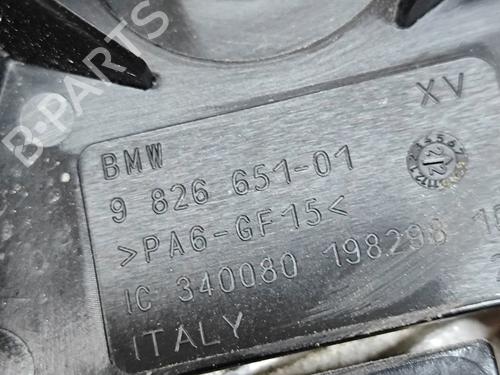 B-PARTS
XV
BMW
9 826 651-01
>PA6-GF15<
IC 340080 198298
ITALY